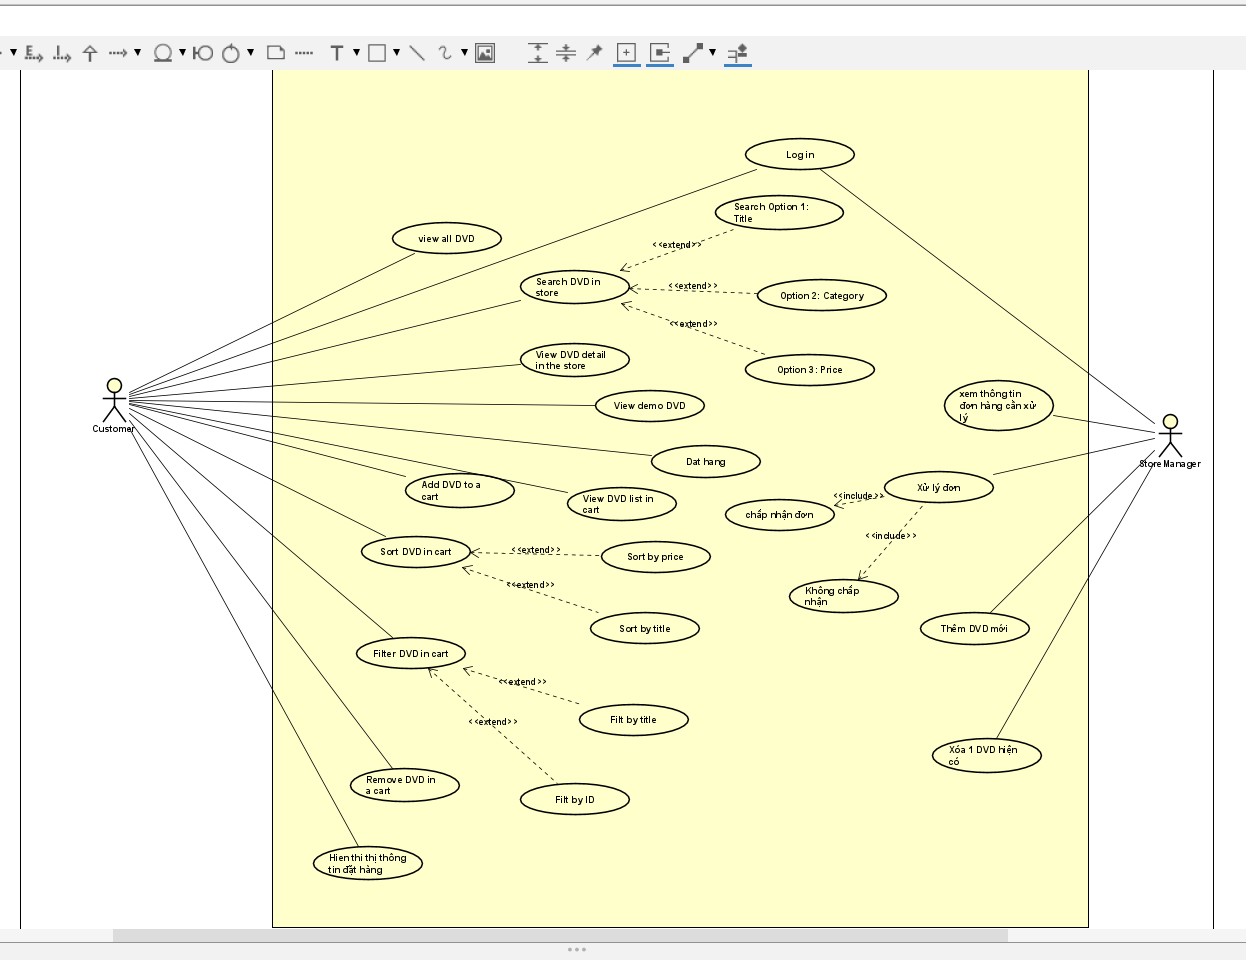 Log in
Search Option 1:
Title
view all DVD
<<extend>>
Search DVD in
store
<<extend>>
Option 2: Category
<<extend>>
View DVD detail
in the store
Option 3: Price
xem thông tin
đơn hàng cần xử
lý
View demo DVD
Customer
Dat hang
Store Manager
Add DVD to a
cart
View DVD list in
cart
Xử lý đơn
<<include>>
chấp nhận đơn
<<include>>
Sort DVD in cart
<<extend>>
Sort by price
<<extend>>
Không chấp
nhận
Sort by title
Thêm DVD mới
Filter DVD in cart
<<extend>>
Filt by title
<<extend>>
Xóa 1 DVD hiện
có
Remove DVD in
a cart
Filt by ID
Hien thi thị thông
tin đặt hàng
E
I
T